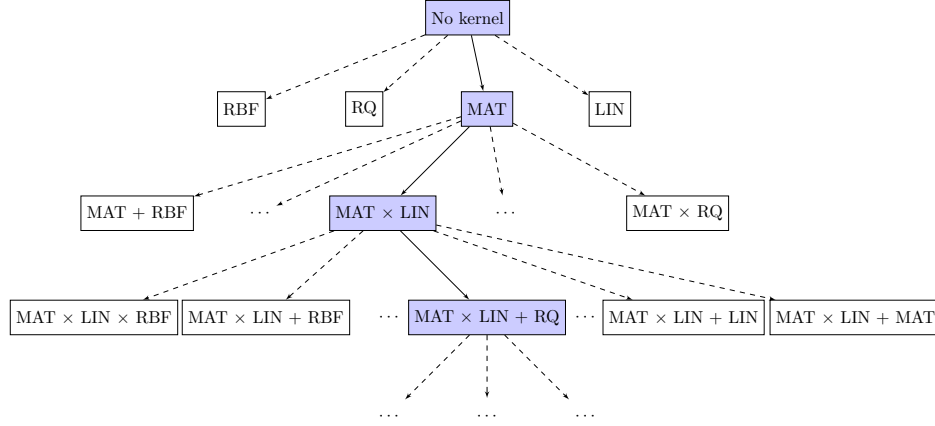 No kernel
RBF RQ MAT LIN
MAT + RBF ... MAT × LIN ... MAT × RQ
MAT × LIN × RBF MAT × LIN + RBF ... MAT × LIN + RQ ... MAT × LIN + LIN MAT × LIN + MAT
... ... ...